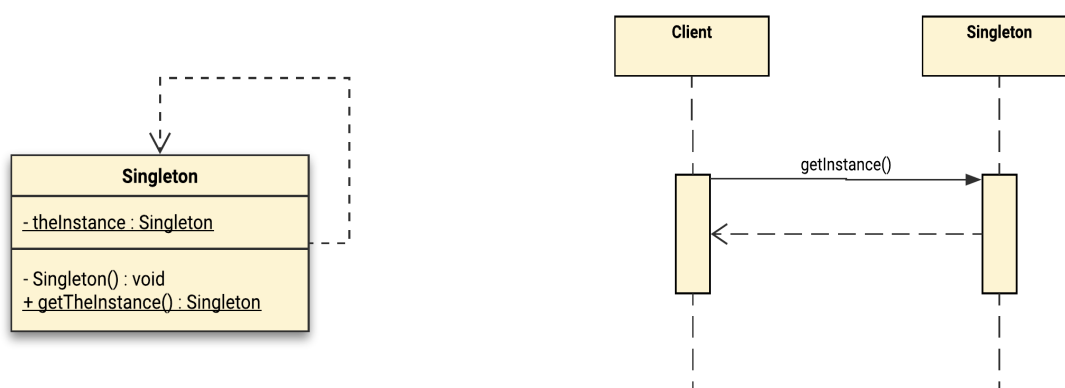 Singleton
- theInstance : Singleton
- Singleton() : void
+ getTheInstance() : Singleton
Client
Singleton
getInstance()